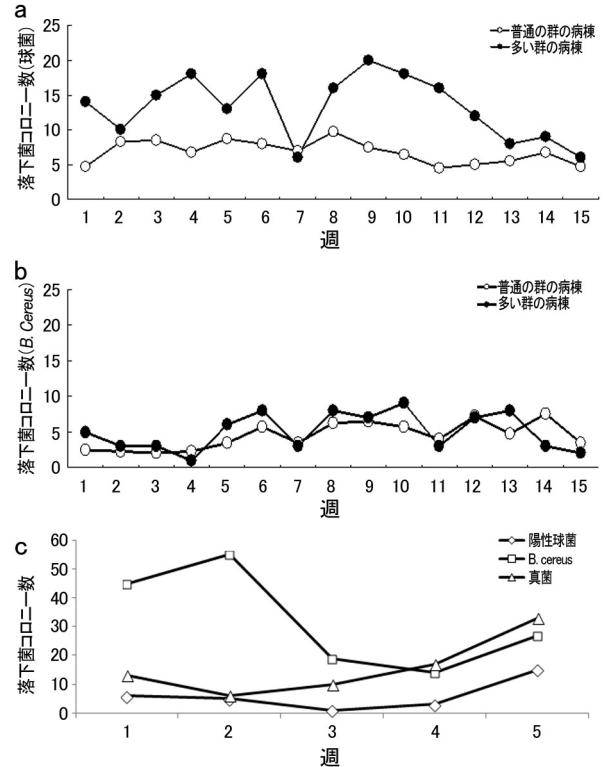 a
25
20
15
10
5
0
落下菌コロニー数(球菌)
普通の群の病棟
多い群の病棟
1 2 3 4 5 6 7 8 9 10 11 12 13 14 15
週
b
25
20
15
10
5
0
落下菌コロニー数(B. Cereus)
普通の群の病棟
多い群の病棟
1 2 3 4 5 6 7 8 9 10 11 12 13 14 15
週
c
60
50
40
30
20
10
0
落下菌コロニー数
陽性球菌
B. cereus
真菌
1 2 3 4 5
週